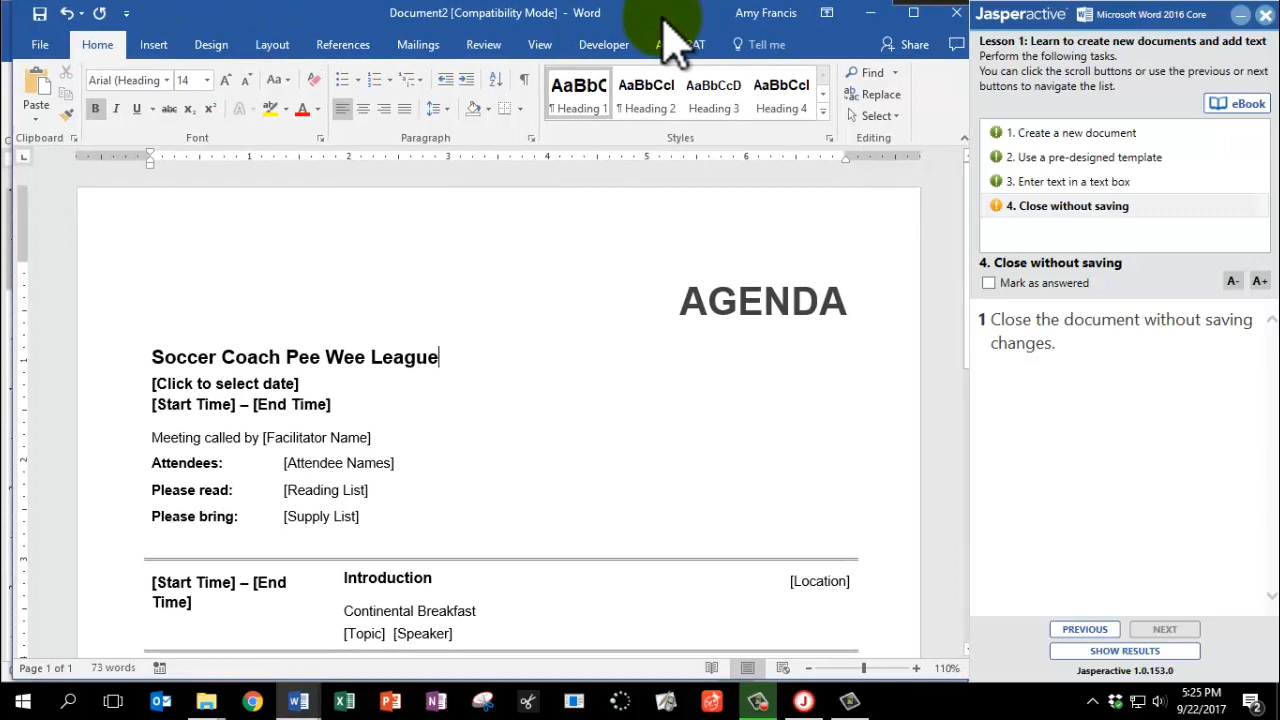 Document2 [Compatibility Mode] - Word
Amy Francis
File Home Insert Design Layout References Mailings Review View Developer Tell me Share
Paste
Arial (Heading 14
AaBbC AaBbCcI AaBbCcD AaBbCcI
¶ Heading 1 ¶ Heading 2 Heading 3 Heading 4
Find
Replace
Select
Clipboard Font Paragraph Styles Editing
AGENDA
Soccer Coach Pee Wee League
[Click to select date]
[Start Time] – [End Time]
Meeting called by [Facilitator Name]
Attendees: [Attendee Names]
Please read: [Reading List]
Please bring: [Supply List]
[Start Time] – [End Time]
Introduction
[Location]
Continental Breakfast
[Topic] [Speaker]
Page 1 of 1 73 words
110%
Jasperactive Microsoft Word 2016 Core
Lesson 1: Learn to create new documents and add text
Perform the following tasks.
You can click the scroll buttons or use the previous or next
buttons to navigate the list.
eBook
1. Create a new document
2. Use a pre-designed template
3. Enter text in a text box
4. Close without saving
4. Close without saving
Mark as answered
A- A+
1 Close the document without saving
changes.
PREVIOUS NEXT
SHOW RESULTS
Jasperactive 1.0.153.0
5:25 PM
9/22/2017